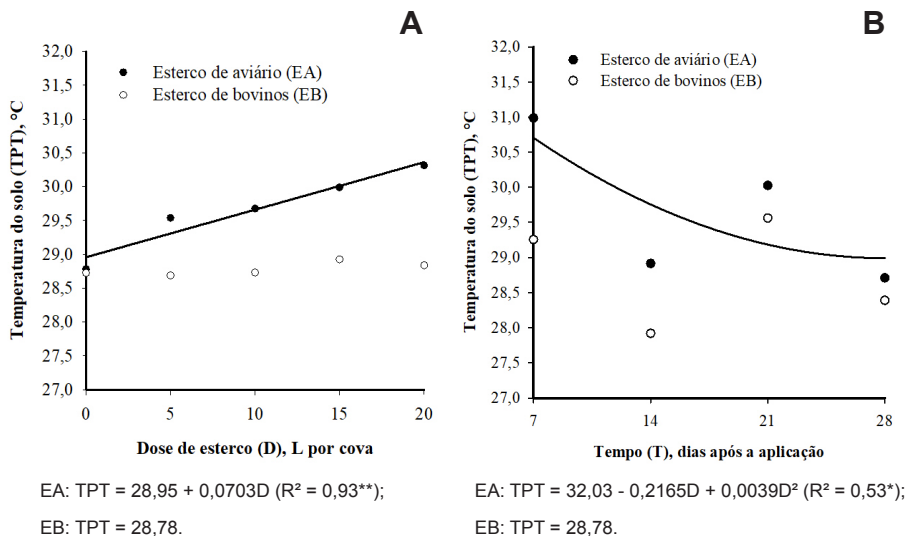 A
Temperatura do solo (TPT), °C
32,0
31,0
32,0
30,5
30,0
29,5
29,0
28,5
28,0
27,5
27,0
Esterco de aviário (EA)
Esterco de bovinos (EB)
0
5
10
15
20
Dose de esterco (D), L por cova
EA: TPT = 28,95 + 0,0703D (R² = 0,93**);
EB: TPT = 28,78.
B
Temperatura do solo (TPT), °C
32,0
31,5
31,0
30,5
30,0
29,5
29,0
28,5
28,0
27,5
27,0
Esterco de aviário (EA)
Esterco de bovinos (EB)
7
14
21
28
Tempo (T), dias após a aplicação
EA: TPT = 32,03 - 0,2165D + 0,0039D² (R² = 0,53*);
EB: TPT = 28,78.